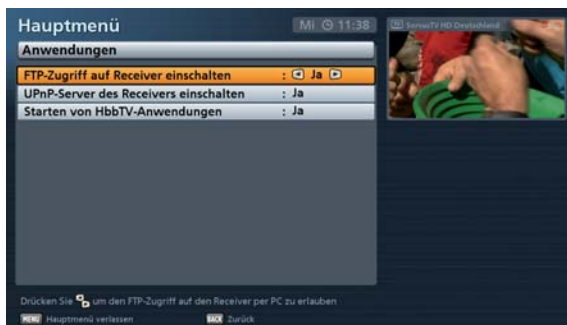 Hauptmenü
Mi 11:38
ServusTV HD Deutschland
Anwendungen
FTP-Zugriff auf Receiver einschalten : Ja
UPnP-Server des Receivers einschalten : Ja
Starten von HbbTV-Anwendungen : Ja
Drücken Sie um den FTP-Zugriff auf den Receiver per PC zu erlauben
MENU Hauptmenü verlassen BACK Zurück